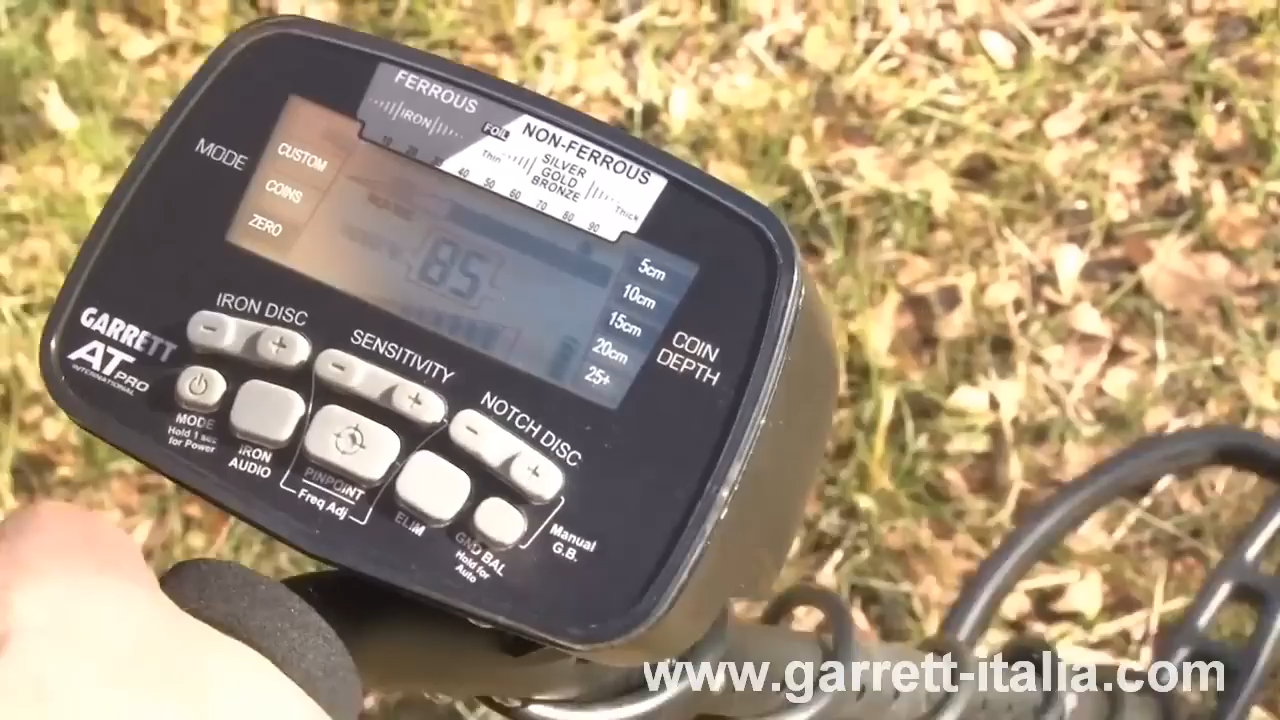 FERROUS
IRON
10 20 30
FOIL
NON-FERROUS
Thin
SILVER
GOLD
BRONZE
Thick
40 50 60 70 80 90
MODE
CUSTOM
COINS
ZERO
85
5cm
10cm
15cm
20cm
25+
COIN
DEPTH
GARRETT
AT PRO
INTERNATIONAL
IRON DISC
- +
SENSITIVITY
- +
NOTCH DISC
- +
MODE
Hold 1 sec
for Power
IRON
AUDIO
PINPOINT
Freq Adj
ELIM
GND BAL
Hold for
Auto
Manual
G.B.
www.garrett-italia.com